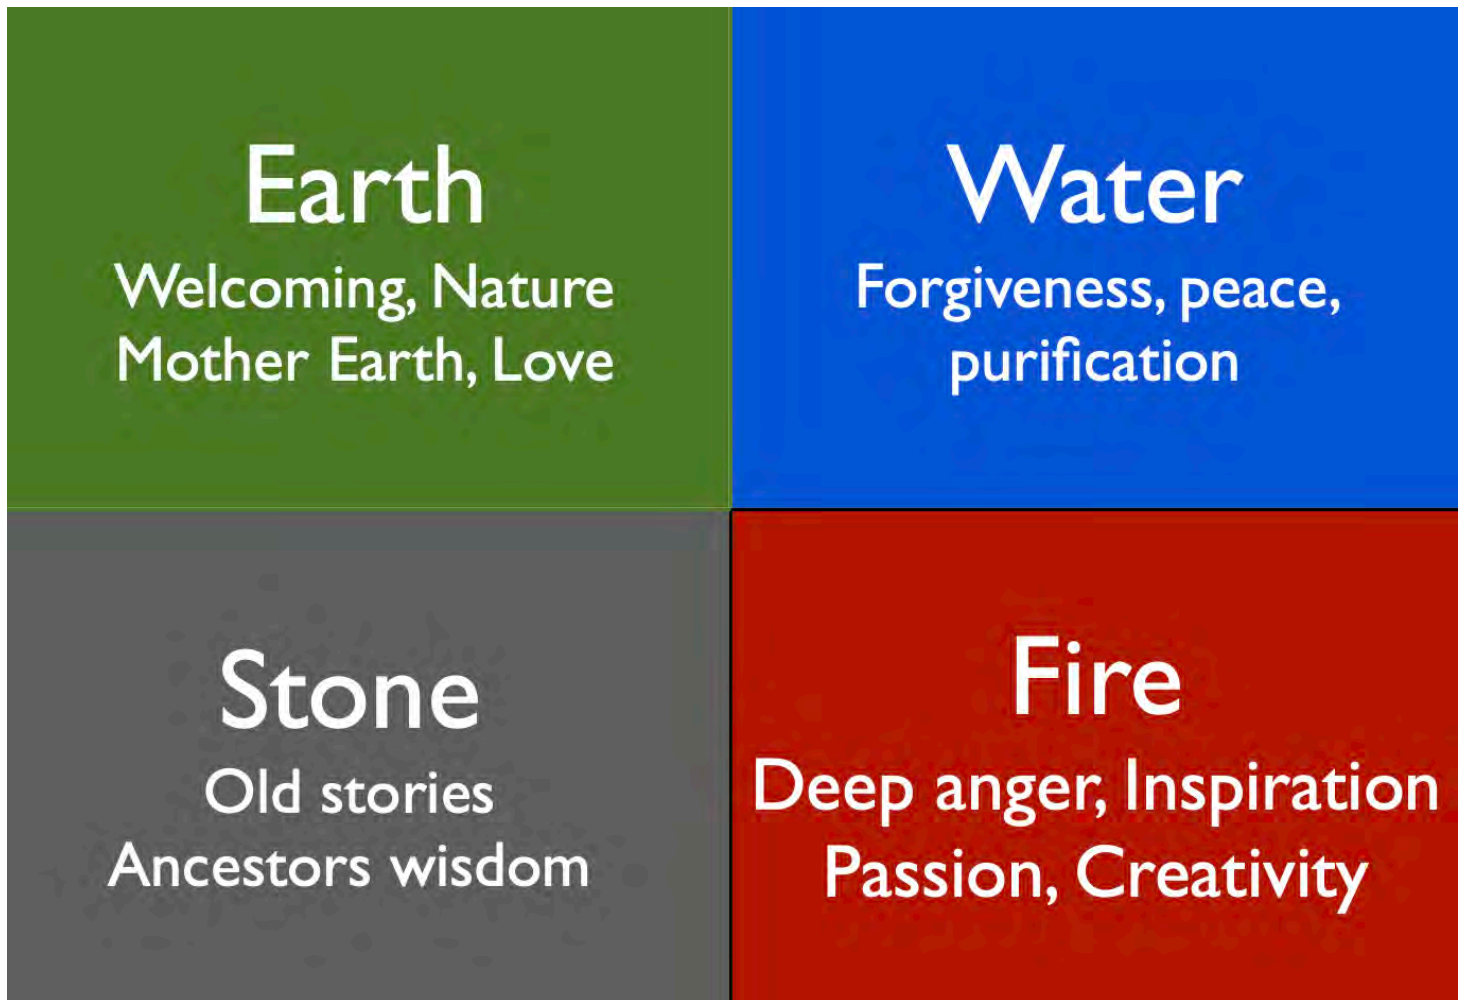 Earth
Welcoming, Nature
Mother Earth, Love
Water
Forgiveness, peace,
purification
Stone
Old stories
Ancestors wisdom
Fire
Deep anger, Inspiration
Passion, Creativity